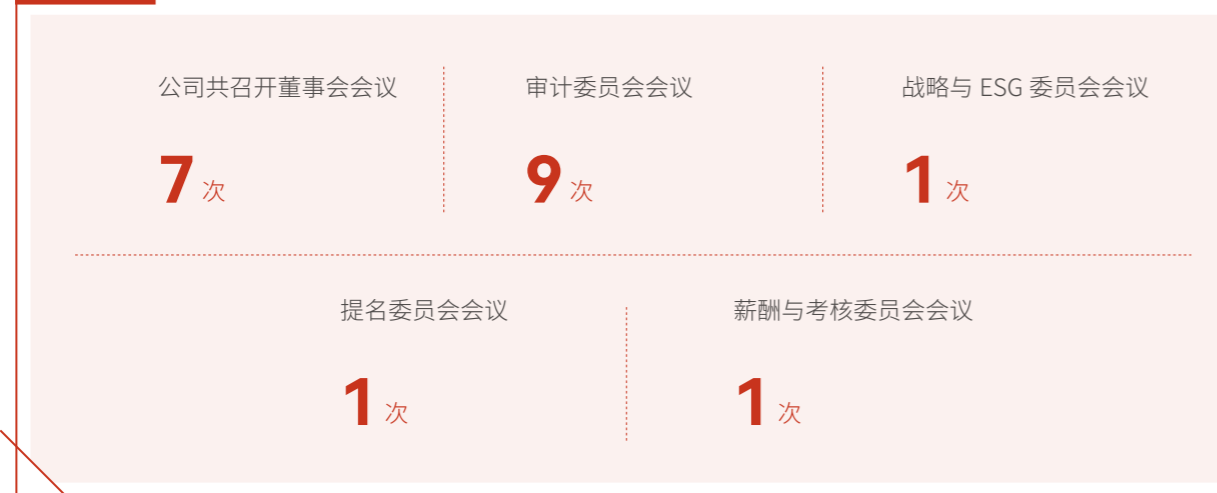 公司共召开董事会会议
审计委员会会议
战略与 ESG 委员会会议
7 次
9 次
1 次
提名委员会会议
薪酬与考核委员会会议
1 次
1 次